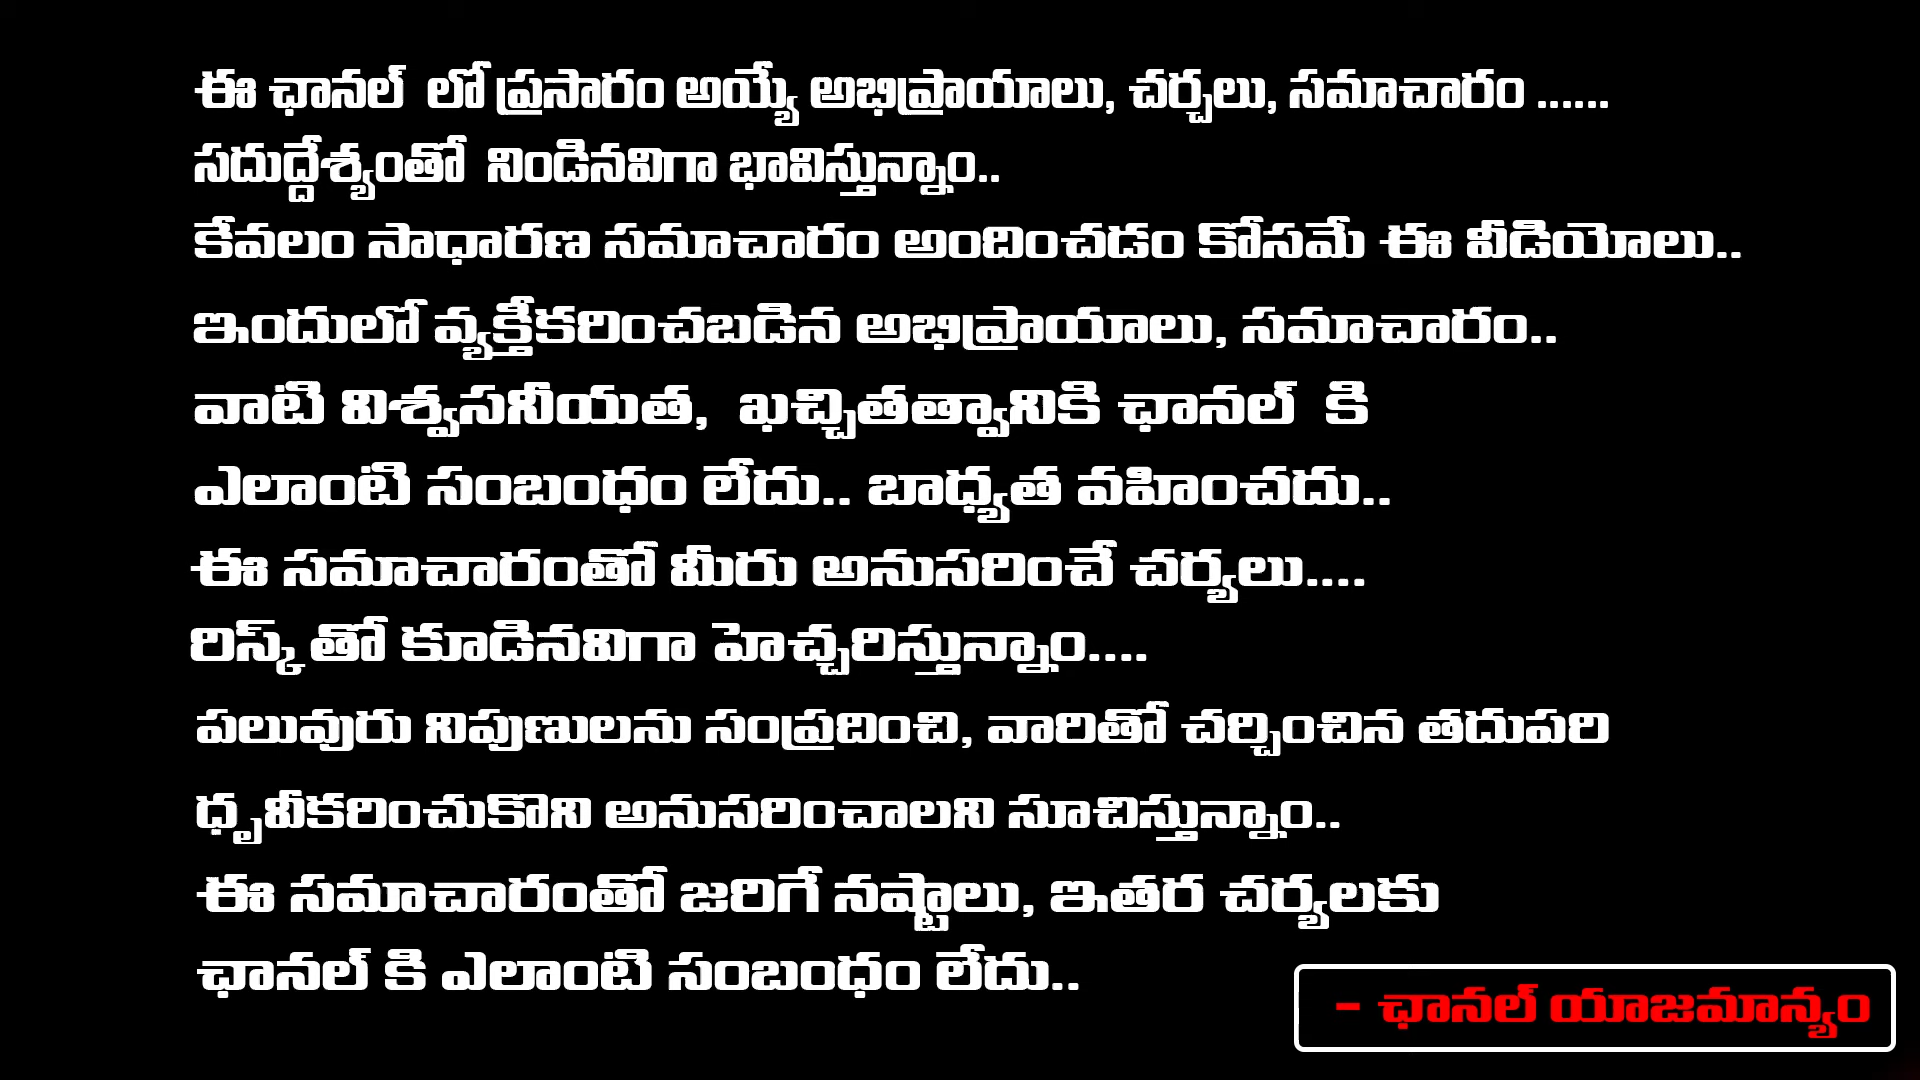 ఈ ఛానల్ లో ప్రసారం అయ్యే అభిప్రాయాలు, చర్చలు, సమాచారం ......
సదుద్దేశ్యంతో నిండినవిగా భావిస్తున్నాం..
కేవలం సాధారణ సమాచారం అందించడం కోసమే ఈ వీడియోలు..
ఇందులో వ్యక్తీకరించబడిన అభిప్రాయాలు, సమాచారం..
వాటి విశ్వసనీయత, ఖచ్చితత్వానికి ఛానల్ కి
ఎలాంటి సంబంధం లేదు.. బాధ్యత వహించదు..
ఈ సమాచారంతో మీరు అనుసరించే చర్యలు....
రిస్క్ తో కూడినవిగా హెచ్చరిస్తున్నాం....
పలువురు నిపుణులను సంప్రదించి, వారితో చర్చించిన తదుపరి
ధృవీకరించుకొని అనుసరించాలని సూచిస్తున్నాం..
ఈ సమాచారంతో జరిగే నష్టాలు, ఇతర చర్యలకు
ఛానల్ కి ఎలాంటి సంబంధం లేదు..
- ఛానల్ యాజమాన్యం